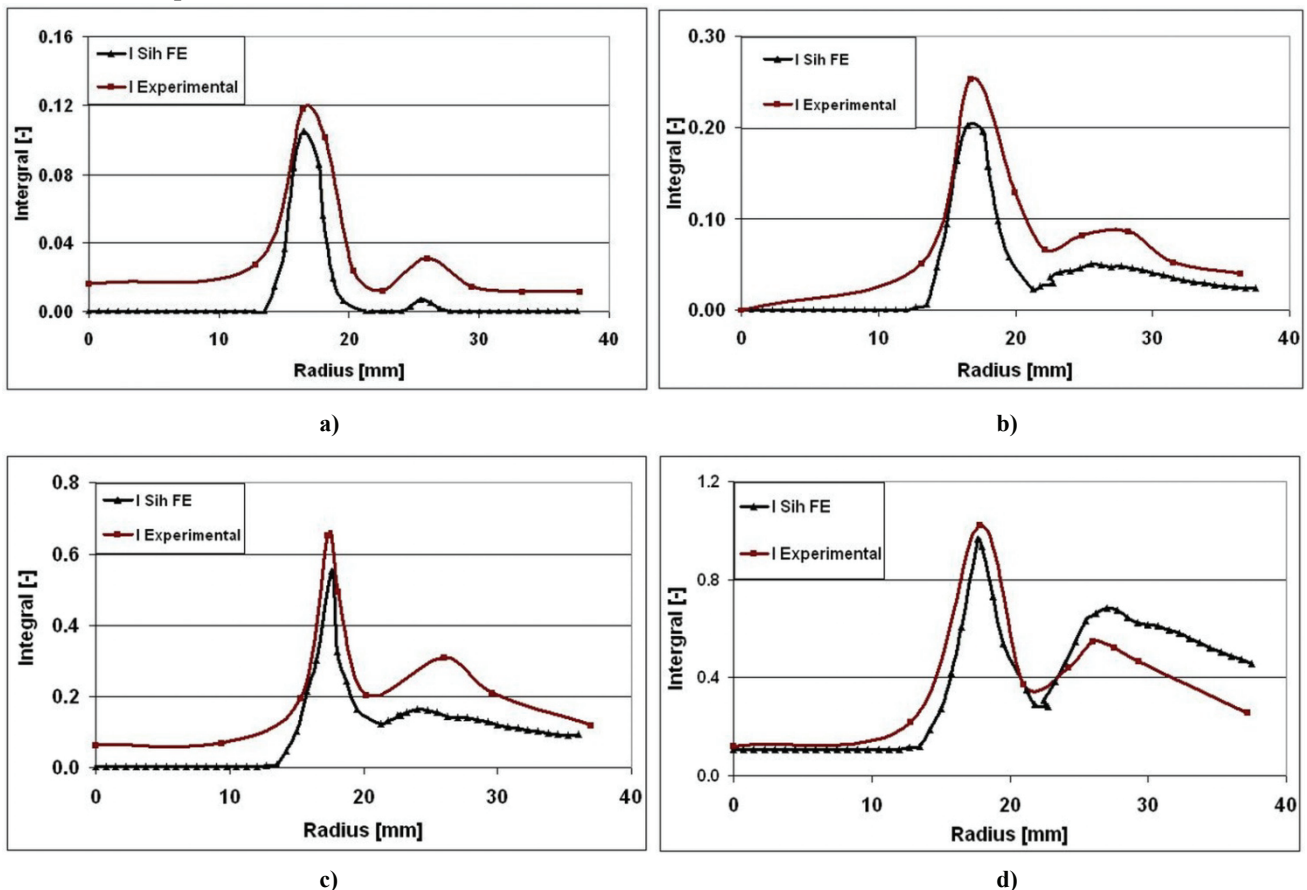 0.16
0.12
0.08
0.04
0.00
Intergral [-]
I Sih FE
I Experimental
0 10 20 30 40
Radius [mm]
a)
0.30
0.20
0.10
0.00
Integral [-]
I Sih FE
I Experimental
0 10 20 30 40
Radius [mm]
b)
0.8
0.6
0.4
0.2
0.0
Integral [-]
I Sih FE
I Experimental
0 10 20 30 40
Radius [mm]
c)
1.2
0.8
0.4
0.0
Intergral [-]
I Sih FE
I Experimental
0 10 20 30 40
Radius [mm]
d)